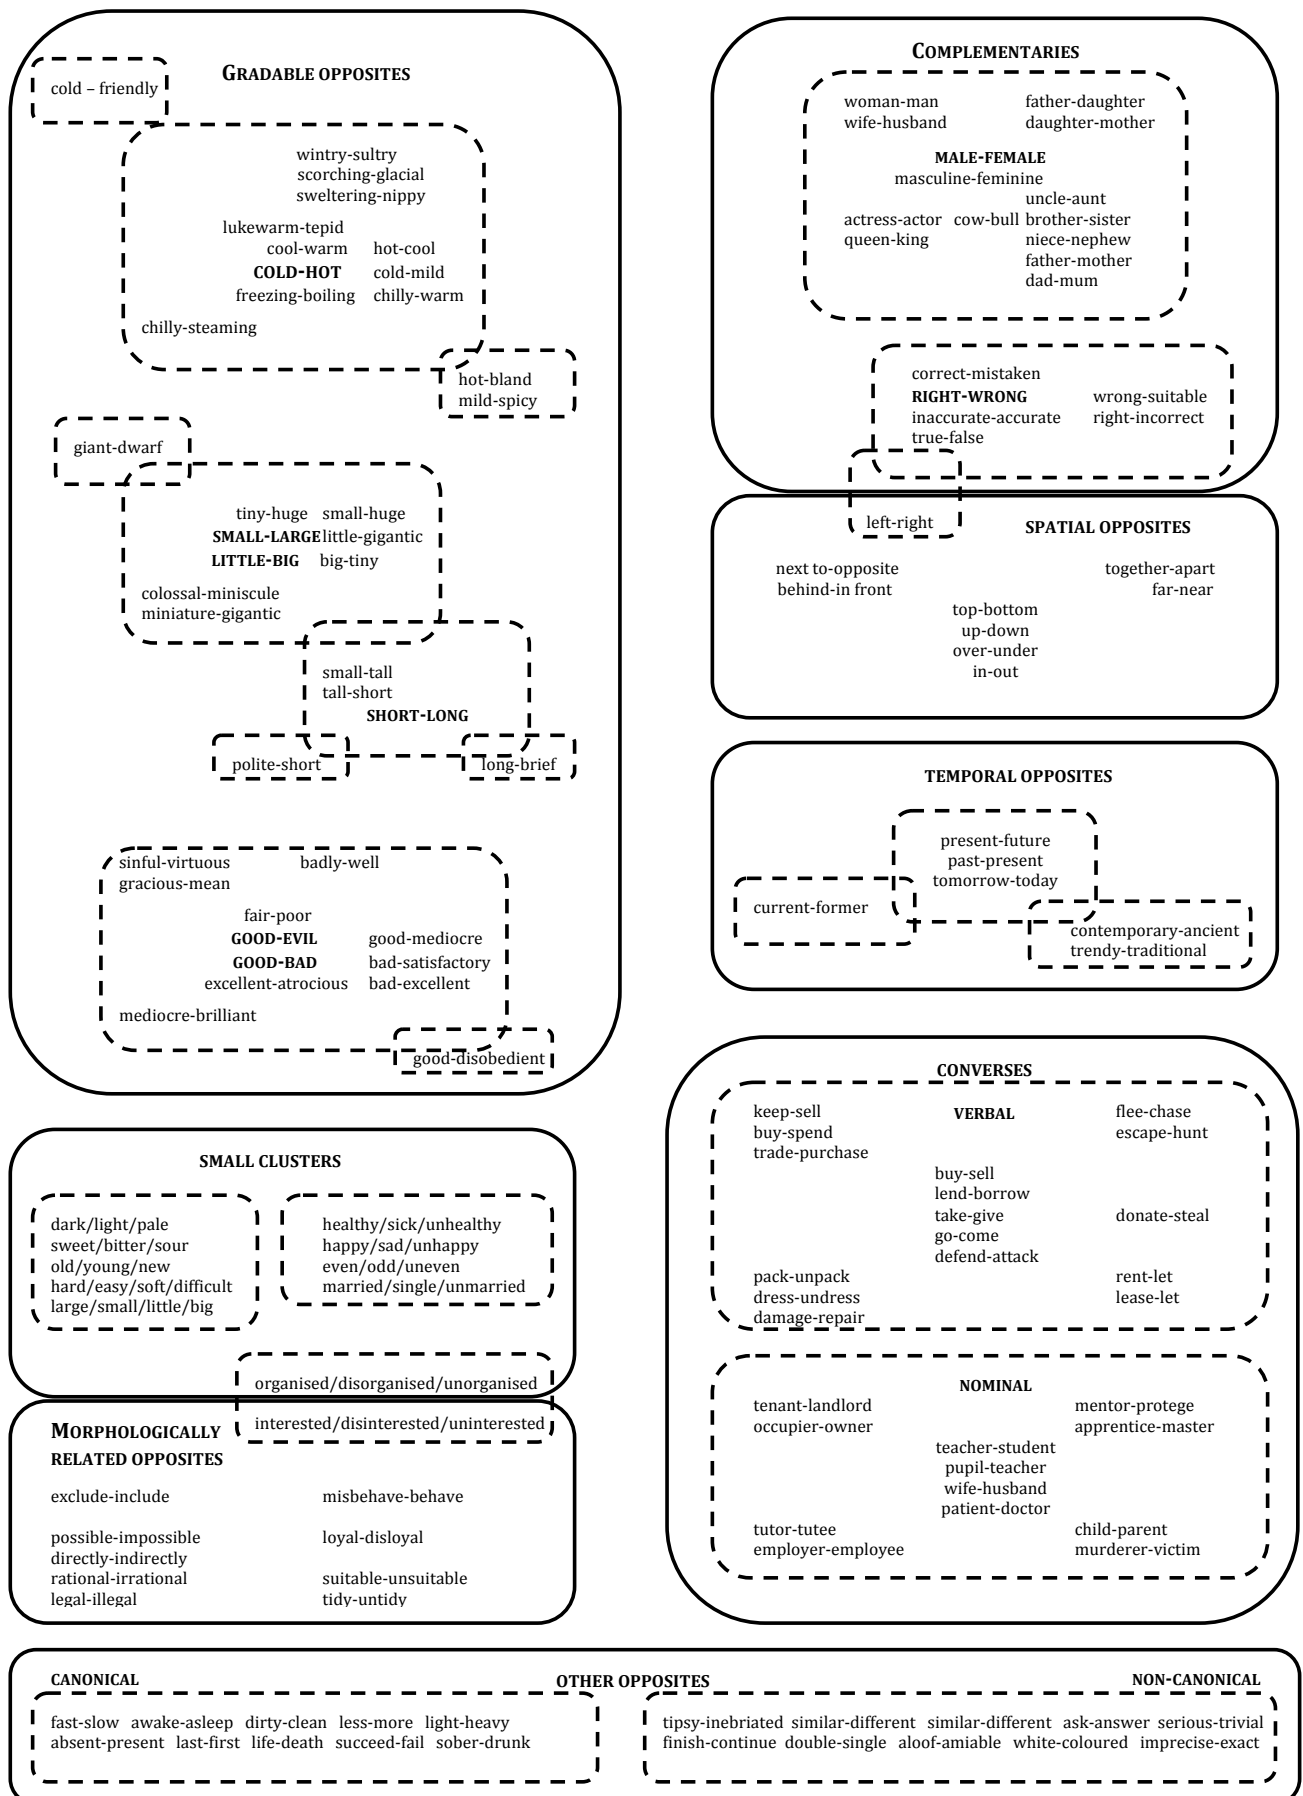 GRADABLE OPPOSITES
cold – friendly
wintry-sultry
scorching-glacial
sweltering-nippy
lukewarm-tepid
cool-warm hot-cool
COLD-HOT cold-mild
freezing-boiling chilly-warm
chilly-steaming
hot-bland
mild-spicy
giant-dwarf
tiny-huge small-huge
SMALL-LARGE little-gigantic
LITTLE-BIG big-tiny
colossal-miniscule
miniature-gigantic
small-tall
tall-short
SHORT-LONG
polite-short long-brief
sinful-virtuous badly-well
gracious-mean
fair-poor
GOOD-EVIL good-mediocre
GOOD-BAD bad-satisfactory
excellent-atrocious bad-excellent
mediocre-brilliant
good-disobedient
COMPLEMENTARIES
woman-man father-daughter
wife-husband daughter-mother
MALE-FEMALE
masculine-feminine
uncle-aunt
actress-actor cow-bull brother-sister
queen-king niece-nephew
father-mother
dad-mum
correct-mistaken
RIGHT-WRONG wrong-suitable
inaccurate-accurate right-incorrect
true-false
left-right
SPATIAL OPPOSITES
next to-opposite together-apart
behind-in front far-near
top-bottom
up-down
over-under
in-out
TEMPORAL OPPOSITES
present-future
past-present
tomorrow-today
current-former
contemporary-ancient
trendy-traditional
CONVERSES
keep-sell VERBAL flee-chase
buy-spend escape-hunt
trade-purchase
buy-sell
lend-borrow
take-give donate-steal
go-come
defend-attack
pack-unpack rent-let
dress-undress lease-let
damage-repair
NOMINAL
tenant-landlord mentor-protege
occupier-owner apprentice-master
teacher-student
pupil-teacher
wife-husband
patient-doctor
tutor-tutee child-parent
employer-employee murderer-victim
SMALL CLUSTERS
dark/light/pale healthy/sick/unhealthy
sweet/bitter/sour happy/sad/unhappy
old/young/new even/odd/uneven
hard/easy/soft/difficult married/single/unmarried
large/small/little/big
organised/disorganised/unorganised
interested/disinterested/uninterested
MORPHOLOGICALLY
RELATED OPPOSITES
exclude-include misbehave-behave
possible-impossible loyal-disloyal
directly-indirectly
rational-irrational suitable-unsuitable
legal-illegal tidy-untidy
CANONICAL OTHER OPPOSITES NON-CANONICAL
fast-slow awake-asleep dirty-clean less-more light-heavy
absent-present last-first life-death succeed-fail sober-drunk
tipsy-inebriated similar-different similar-different ask-answer serious-trivial
finish-continue double-single aloof-amiable white-coloured imprecise-exact